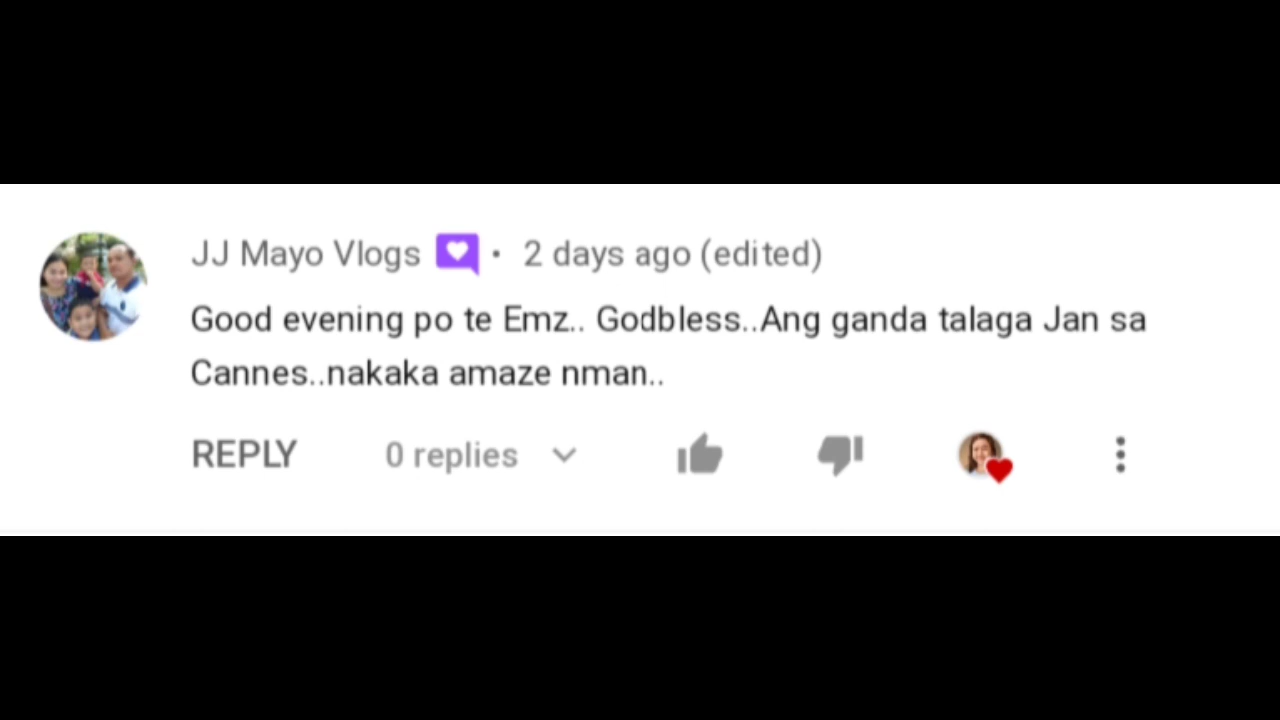 JJ Mayo Vlogs • 2 days ago (edited)
Good evening po te Emz.. Godbless..Ang ganda talaga Jan sa
Cannes..nakaka amaze nman..
REPLY 0 replies